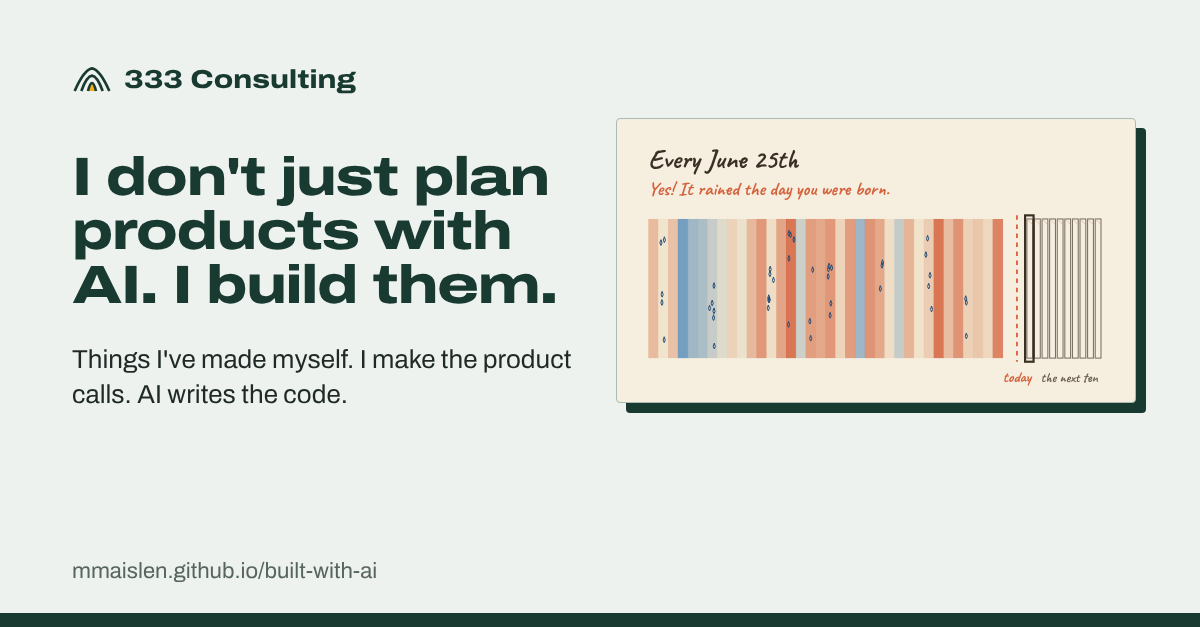 333 Consulting
I don't just plan
products with
AI. I build them.
Things I've made myself. I make the product
calls. AI writes the code.
Every June 25th
Yes! It rained the day you were born.
today the next ten
mmaislen.github.io/built-with-ai